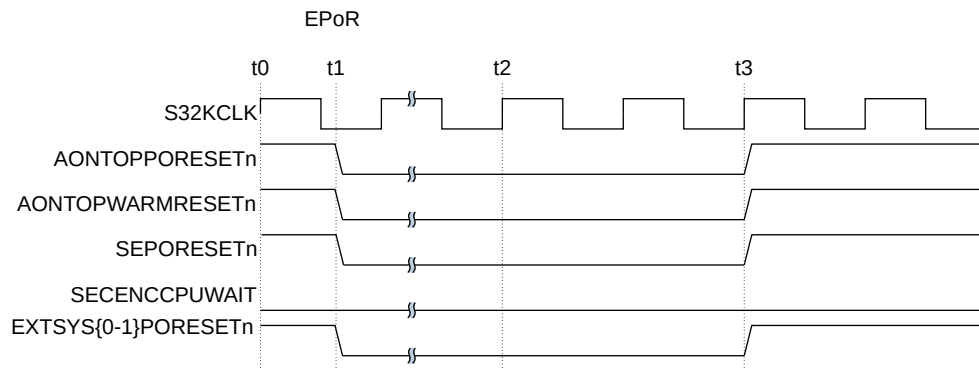 EPoR
t0 t1 t2 t3
S32KCLK
AONTOPPORESETn
AONTOPWARMRESETn
SEPORESETn
SECENCCPUWAIT
EXTSYS{0-1}PORESETn